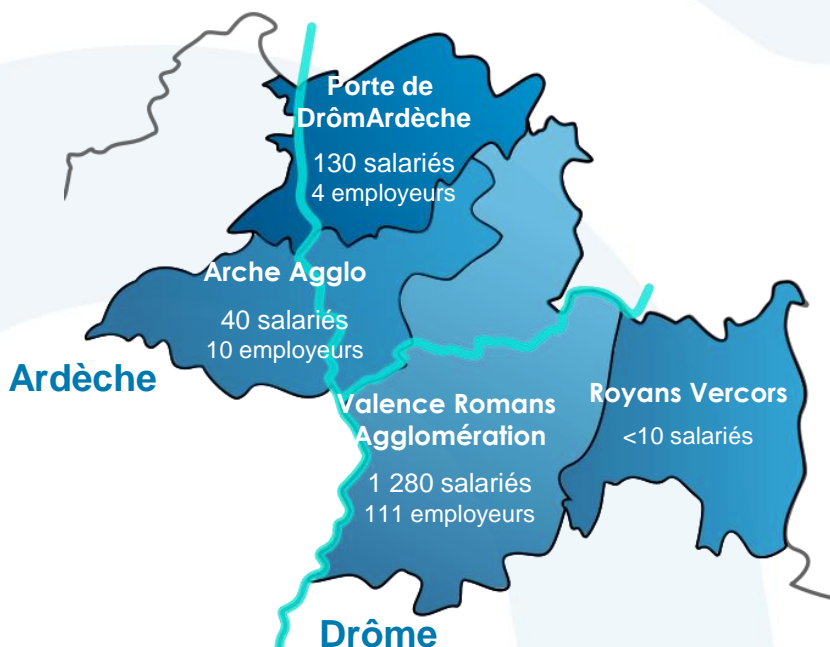 Porte de
DrômArdèche
130 salariés
4 employeurs
Arche Agglo
40 salariés
10 employeurs
Ardèche
Valence Romans
Agglomération
1 280 salariés
111 employeurs
Royans Vercors
<10 salariés
Drôme